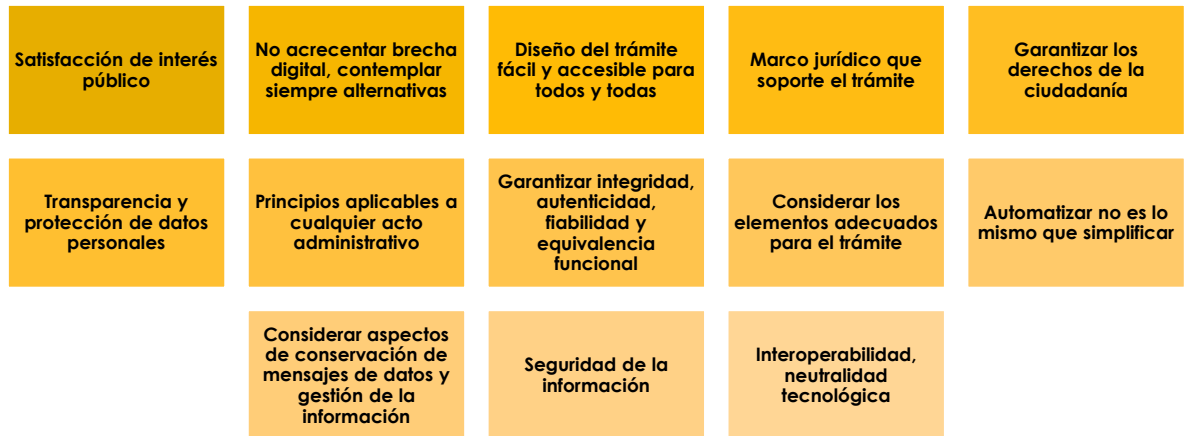 Satisfacción de interés
público
No acrecentar brecha
digital, contemplar
siempre alternativas
Diseño del trámite
fácil y accesible para
todos y todas
Marco jurídico que
soporte el trámite
Garantizar los
derechos de la
ciudadanía
Transparencia y
protección de datos
personales
Principios aplicables a
cualquier acto
administrativo
Garantizar integridad,
autenticidad,
fiabilidad y
equivalencia
funcional
Considerar los
elementos adecuados
para el trámite
Automatizar no es lo
mismo que simplificar
Considerar aspectos
de conservación de
mensajes de datos y
gestión de la
información
Seguridad de la
información
Interoperabilidad,
neutralidad
tecnológica